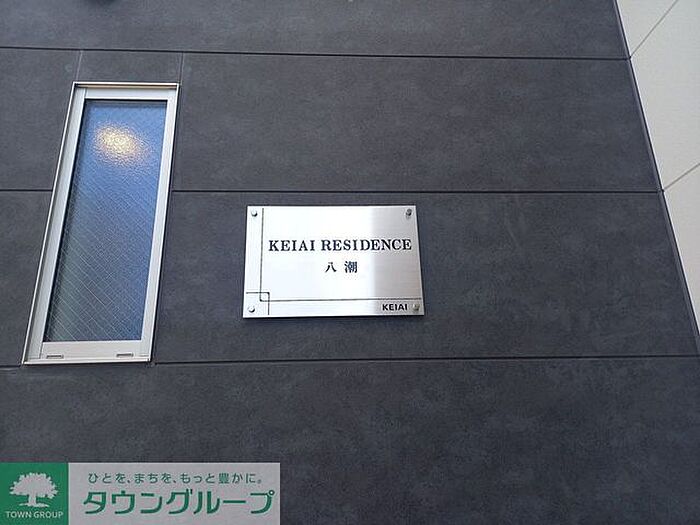 KEIAI RESIDENCE
八潮
KEIAI
ひとを、まちを、もっと豊かに。
タウングループ
TOWN GROUP